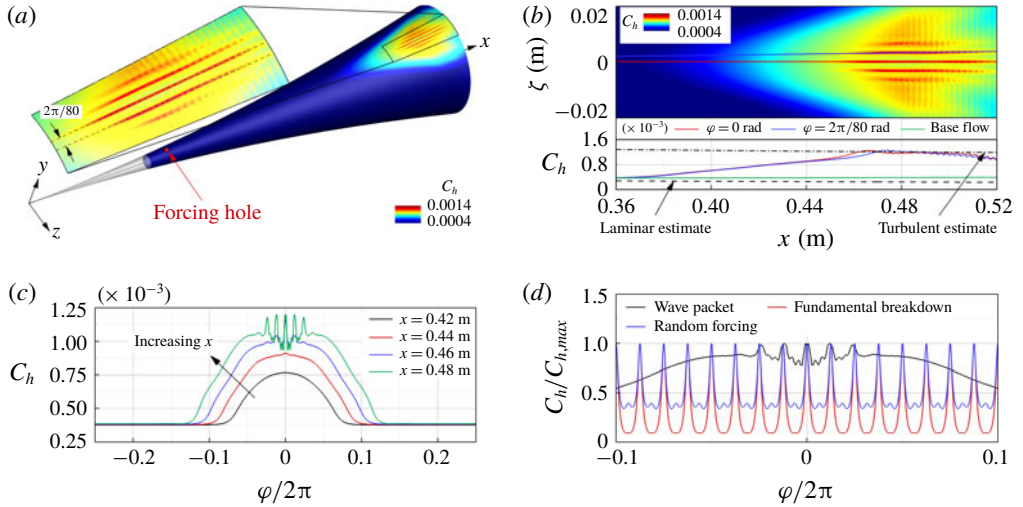 (a)
2π/80
x
y
z
Forcing hole
C_h
0.0014
0.0004
(b)
0.02
0
−0.02
ζ (m)
C_h
0.0014
0.0004
(× 10⁻³)
φ = 0 rad
φ = 2π/80 rad
Base flow
1.6
0.8
0
C_h
0.36
0.40
0.44
0.48
0.52
Laminar estimate
x (m)
Turbulent estimate
(c)
(× 10⁻³)
1.25
1.00
0.75
0.50
0.25
C_h
Increasing x
x = 0.42 m
x = 0.44 m
x = 0.46 m
x = 0.48 m
−0.2
−0.1
0
0.1
0.2
φ/2π
(d)
1.5
1.0
0.5
0
C_h/C_{h,max}
Wave packet
Fundamental breakdown
Random forcing
−0.1
0
0.1
φ/2π